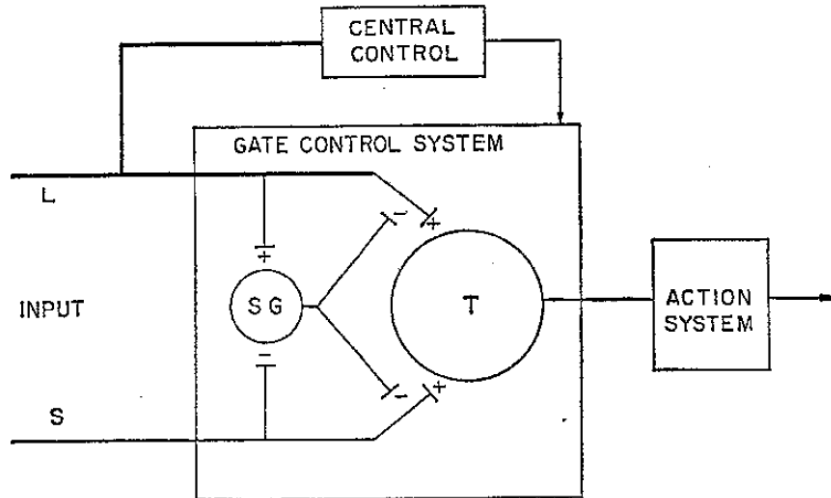 CENTRAL
CONTROL
GATE CONTROL SYSTEM
L
+
-
+
SG
T
INPUT
ACTION
SYSTEM
-
-
+
S